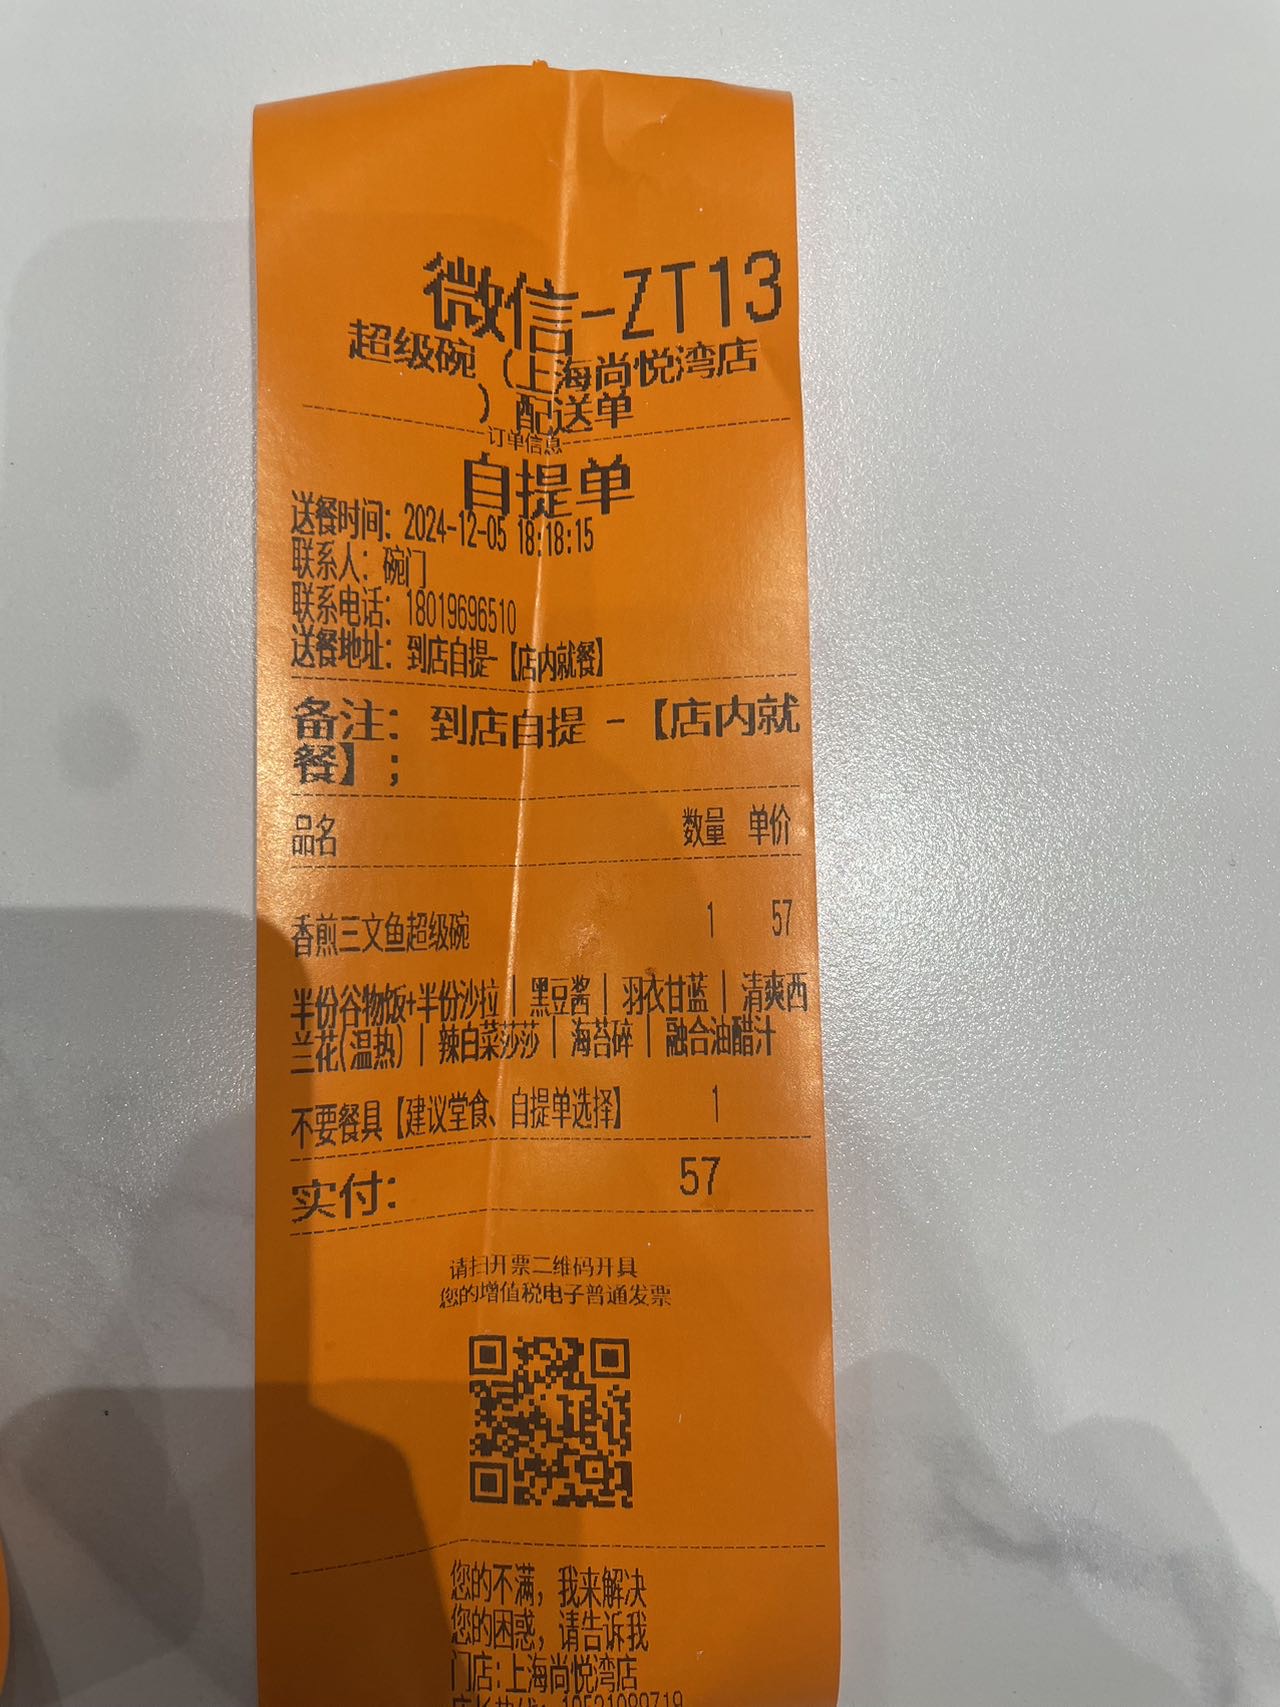 微信-ZT13
超级碗（上海尚悦湾店
）配送单
订单信息
自提单
送餐时间：2024-12-05 18:18:15
联系人：碗门
联系电话：18019696510
送餐地址：到店自提-【店内就餐】
备注：到店自提 -【店内就
餐】；
品名 数量 单价
香煎三文鱼超级碗 1 57
半份谷物饭+半份沙拉 | 黑豆酱 | 羽衣甘蓝 | 清爽西
兰花(温热) | 辣白菜莎莎 | 海苔碎 | 融合油醋汁
不要餐具【建议堂食、自提单选择】 1
实付： 57
请扫开票二维码开具
您的增值税电子普通发票
您的不满，我来解决
您的困惑，请告诉我
门店：上海尚悦湾店
店长热线：